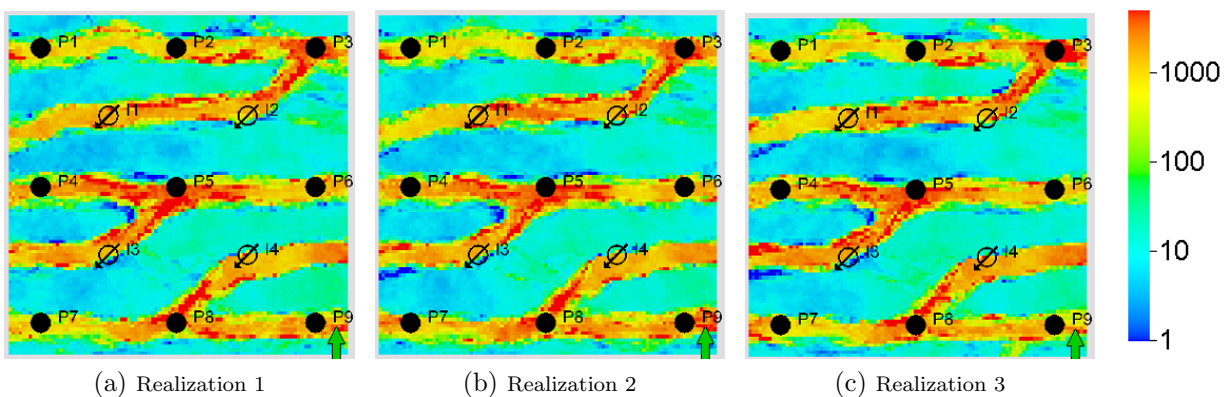 P1 P2 P3
I1 I2
P4 P5 P6
I3 I4
P7 P8 P9
P1 P2 P3
I1 I2
P4 P5 P6
I3 I4
P7 P8 P9
P1 P2 P3
I1 I2
P4 P5 P6
I3 I4
P7 P8 P9
1000
100
10
1
(a) Realization 1
(b) Realization 2
(c) Realization 3